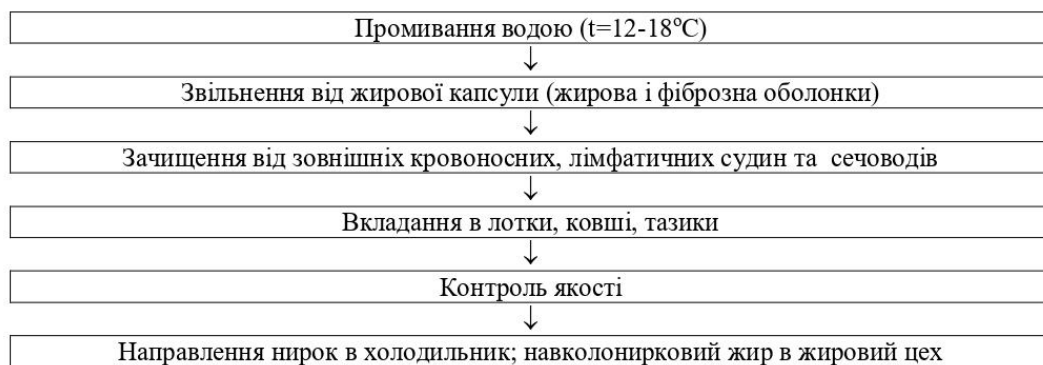 Промивання водою (t=12-18ºC)
Звільнення від жирової капсули (жирова і фіброзна оболонки)
Зачищення від зовнішніх кровоносних, лімфатичних судин та сечоводів
Вкладання в лотки, ковші, тазики
Контроль якості
Направлення нирок в холодильник; навколонирковий жир в жировий цех